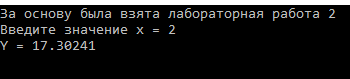 За основу была взята лабораторная работа 2
Введите значение x = 2
Y = 17.30241